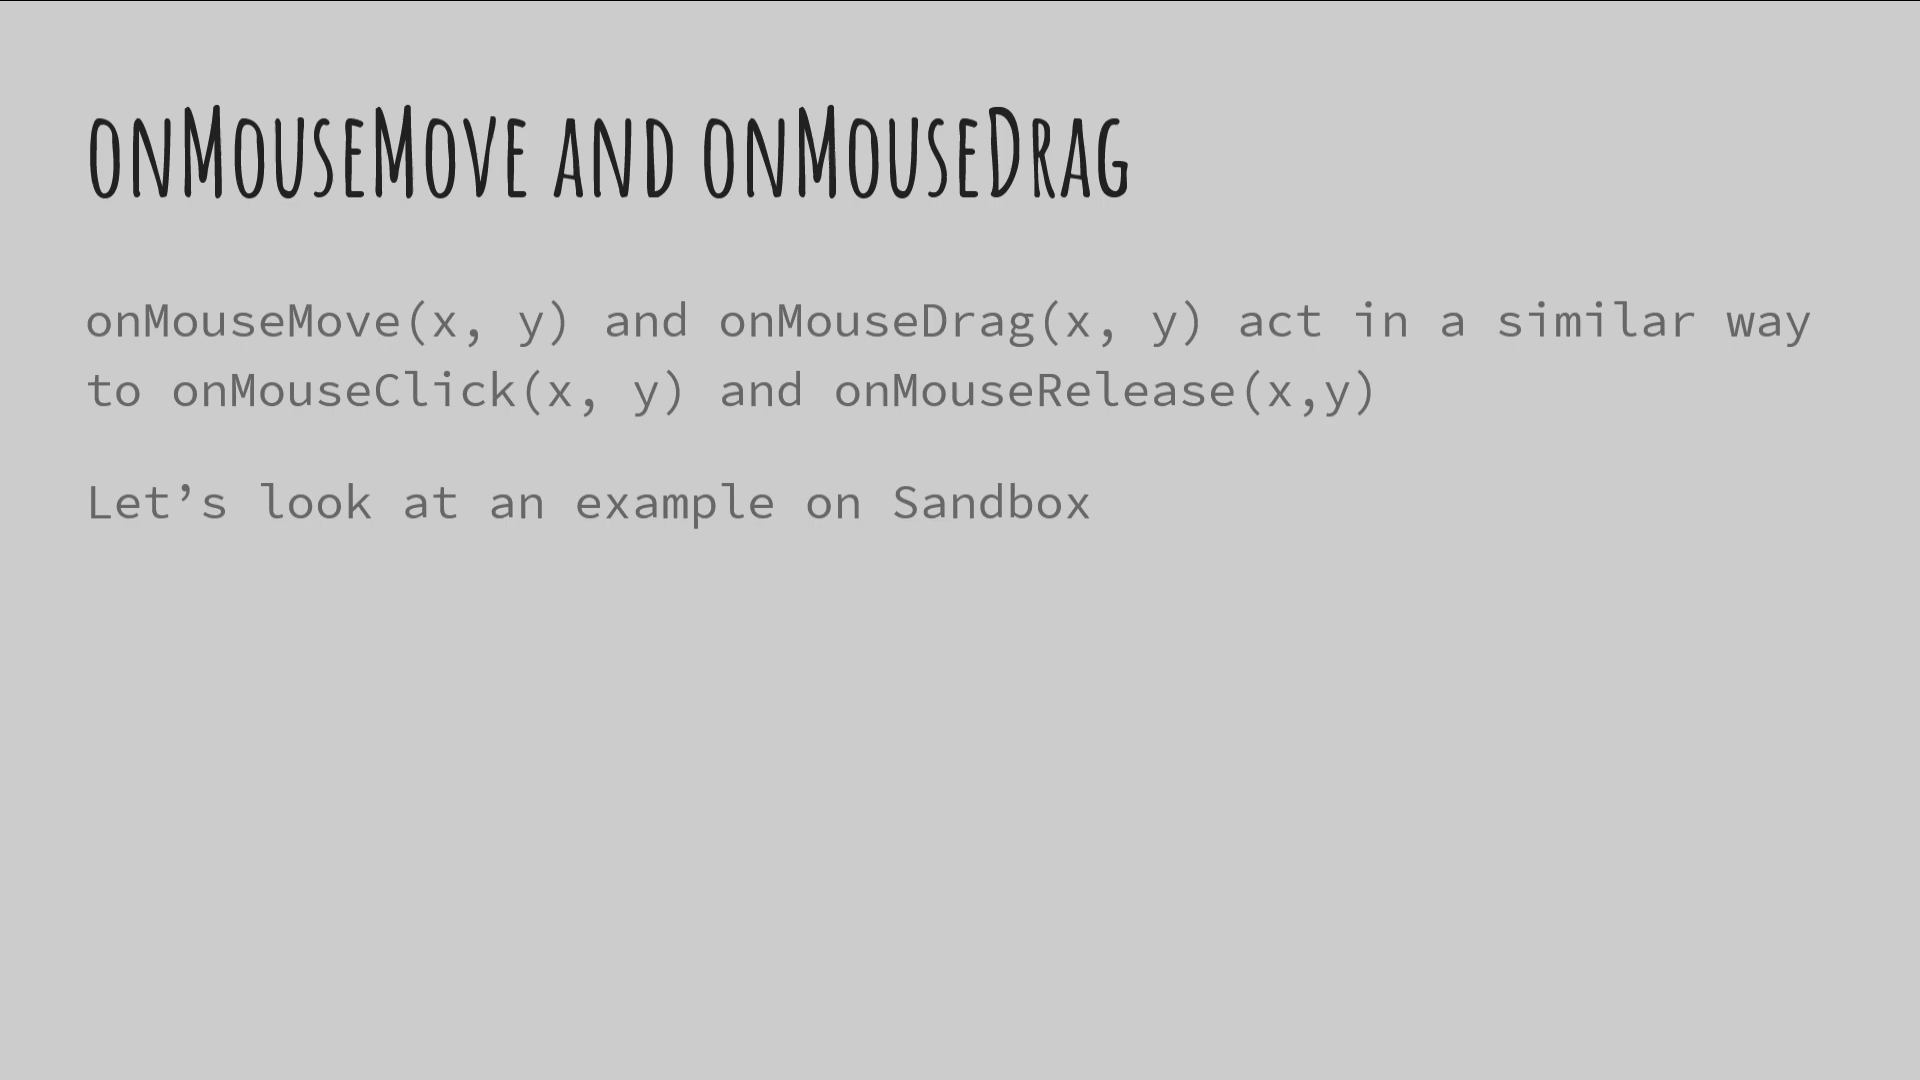 onMouseMove and onMouseDrag
onMouseMove(x, y) and onMouseDrag(x, y) act in a similar way
to onMouseClick(x, y) and onMouseRelease(x,y)
Let’s look at an example on Sandbox